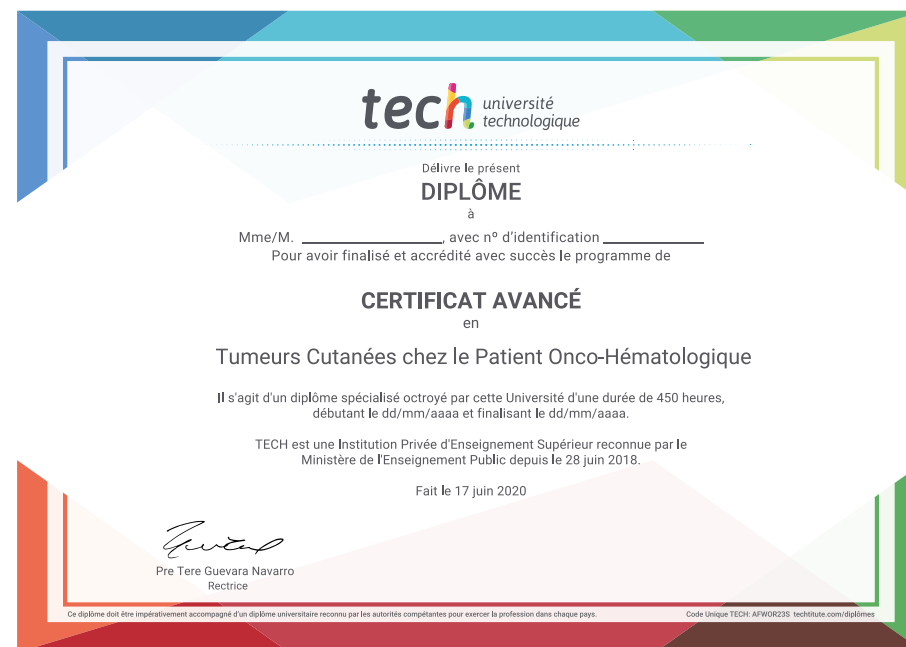 tech université
technologique
Délivre le présent
DIPLÔME
à
Mme/M. ____________________, avec nº d'identification ______________
Pour avoir finalisé et accrédité avec succès le programme de
CERTIFICAT AVANCÉ
en
Tumeurs Cutanées chez le Patient Onco-Hématologique
Il s'agit d'un diplôme spécialisé octroyé par cette Université d'une durée de 450 heures,
débutant le dd/mm/aaaa et finalisant le dd/mm/aaaa.
TECH est une Institution Privée d'Enseignement Supérieur reconnue par le
Ministère de l'Enseignement Public depuis le 28 juin 2018.
Fait le 17 juin 2020
Pre Tere Guevara Navarro
Rectrice
Ce diplôme doit être impérativement accompagné d'un diplôme universitaire reconnu par les autorités compétentes pour exercer la profession dans chaque pays.
Code Unique TECH: AFWOR23S techtitute.com/diplômes